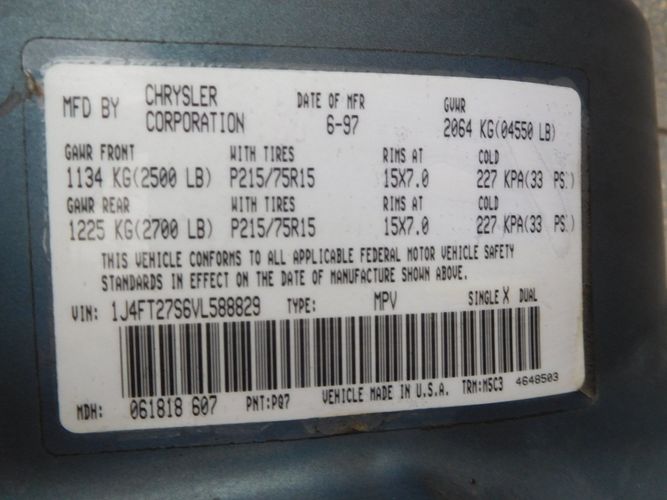 MFD BY CHRYSLER CORPORATION DATE OF MFR 6-97 GVWR 2064 KG(04550 LB)
GAWR FRONT WITH TIRES RIMS AT COLD
1134 KG(2500 LB) P215/75R15 15X7.0 227 KPA(33 PSI)
GAWR REAR WITH TIRES RIMS AT COLD
1225 KG(2700 LB) P215/75R15 15X7.0 227 KPA(33 PSI)
THIS VEHICLE CONFORMS TO ALL APPLICABLE FEDERAL MOTOR VEHICLE SAFETY
STANDARDS IN EFFECT ON THE DATE OF MANUFACTURE SHOWN ABOVE.
VIN: 1J4FT27S6VL588829 TYPE: MPV SINGLE X DUAL
MDH: 061818 607 PNT:PQ7 VEHICLE MADE IN U.S.A. TRM:M5C3 4648503